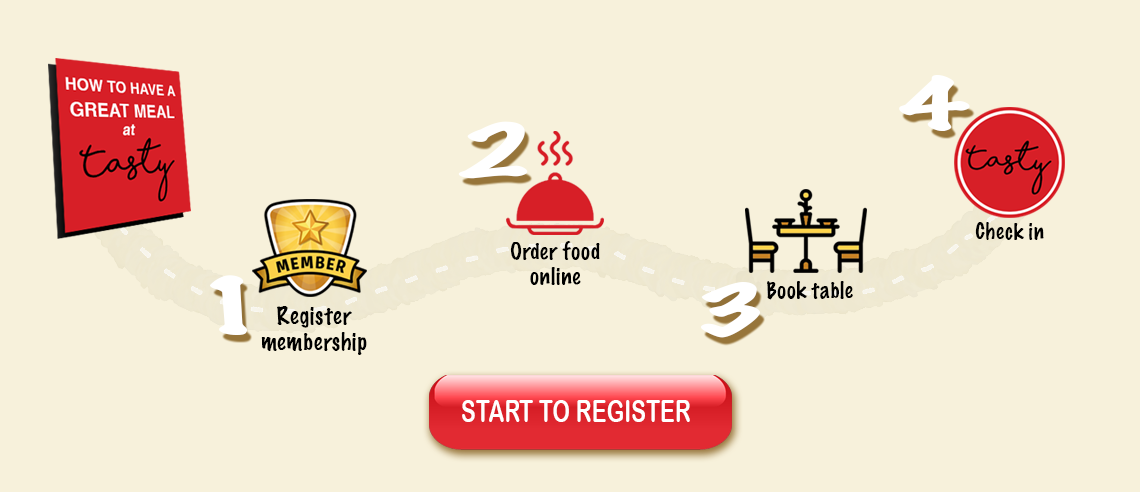 HOW TO HAVE A
GREAT MEAL
at
tasty
1
MEMBER
Register
membership
2
Order food
online
3
Book table
4
tasty
Check in
START TO REGISTER